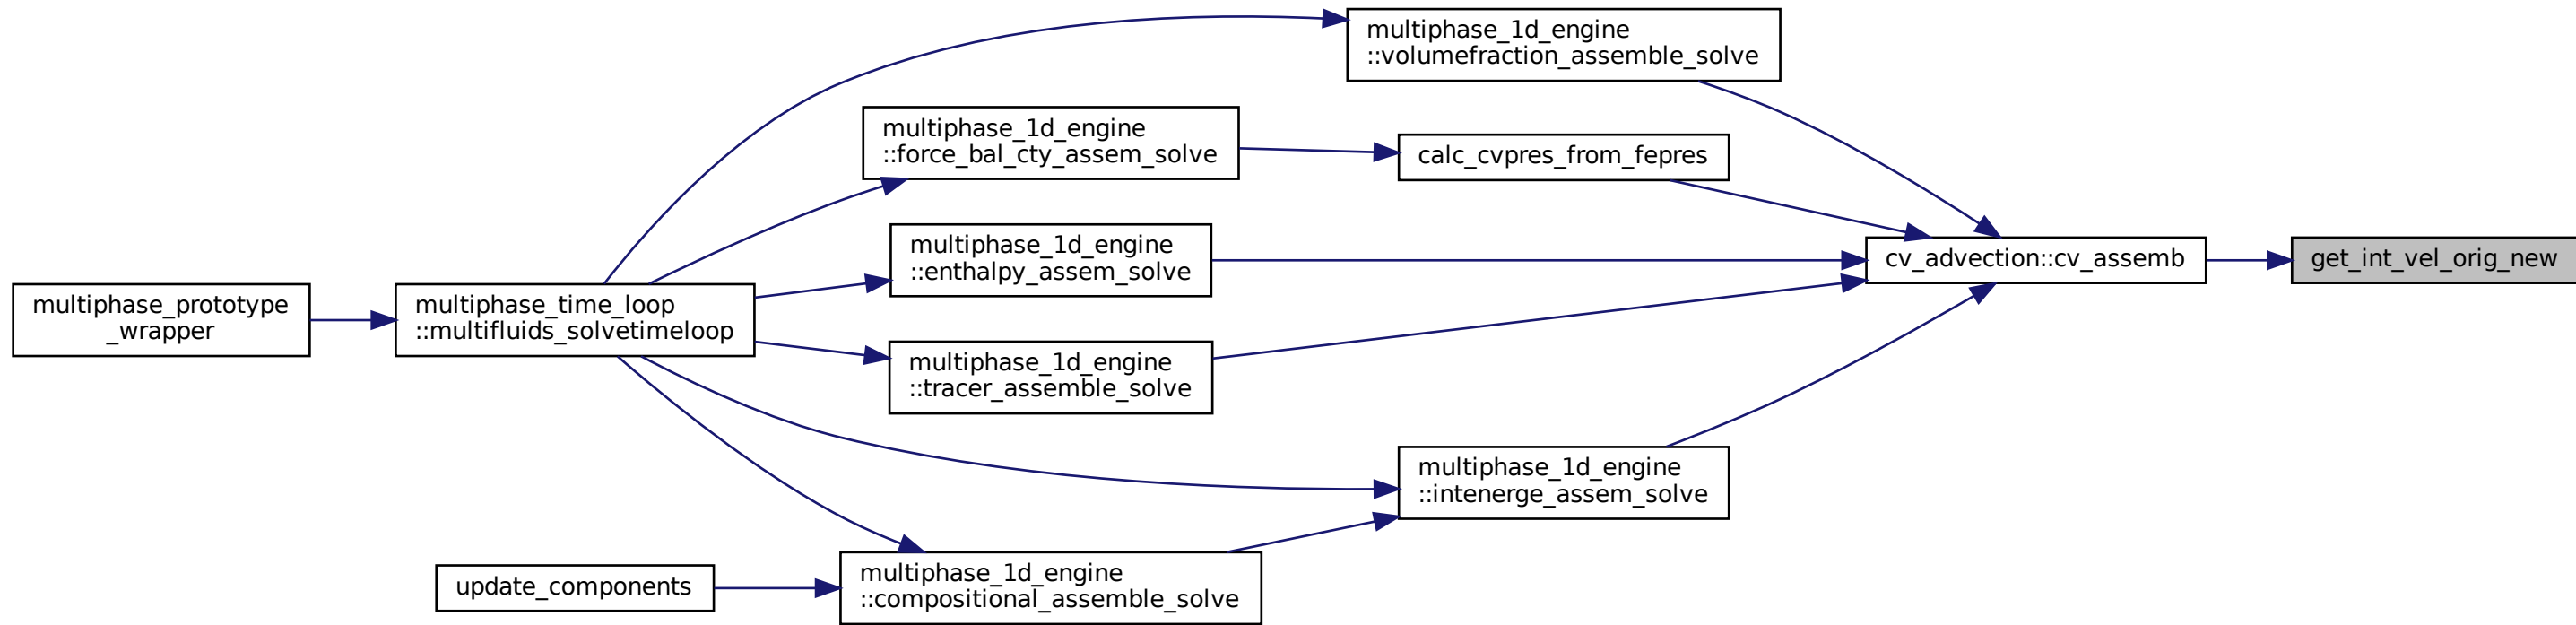 multiphase_1d_engine
::volumefraction_assemble_solve
multiphase_1d_engine
::force_bal_cty_assem_solve
calc_cvpres_from_fepres
multiphase_1d_engine
::enthalpy_assem_solve
cv_advection::cv_assemb
get_int_vel_orig_new
multiphase_prototype
_wrapper
multiphase_time_loop
::multifluids_solvetimeloop
multiphase_1d_engine
::tracer_assemble_solve
multiphase_1d_engine
::intenerge_assem_solve
update_components
multiphase_1d_engine
::compositional_assemble_solve